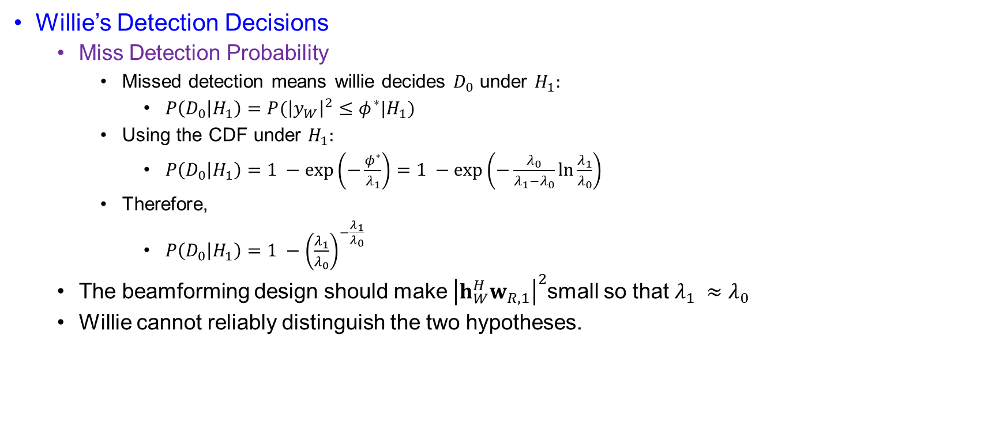 • Willie’s Detection Decisions
• Miss Detection Probability
• Missed detection means willie decides $D_0$ under $H_1$:
• $P(D_0|H_1) = P(|y_W|^2 \leq \phi^*|H_1)$
• Using the CDF under $H_1$:
• $P(D_0|H_1) = 1 - \exp\left(-\frac{\phi^*}{\lambda_1}\right) = 1 - \exp\left(-\frac{\lambda_0}{\lambda_1-\lambda_0}\ln\frac{\lambda_1}{\lambda_0}\right)$
• Therefore,
• $P(D_0|H_1) = 1 - \left(\frac{\lambda_1}{\lambda_0}\right)^{-\frac{\lambda_1}{\lambda_0}}$
• The beamforming design should make $\left|\mathbf{h}_W^H\mathbf{w}_{R,1}\right|^2$ small so that $\lambda_1 \approx \lambda_0$
• Willie cannot reliably distinguish the two hypotheses.